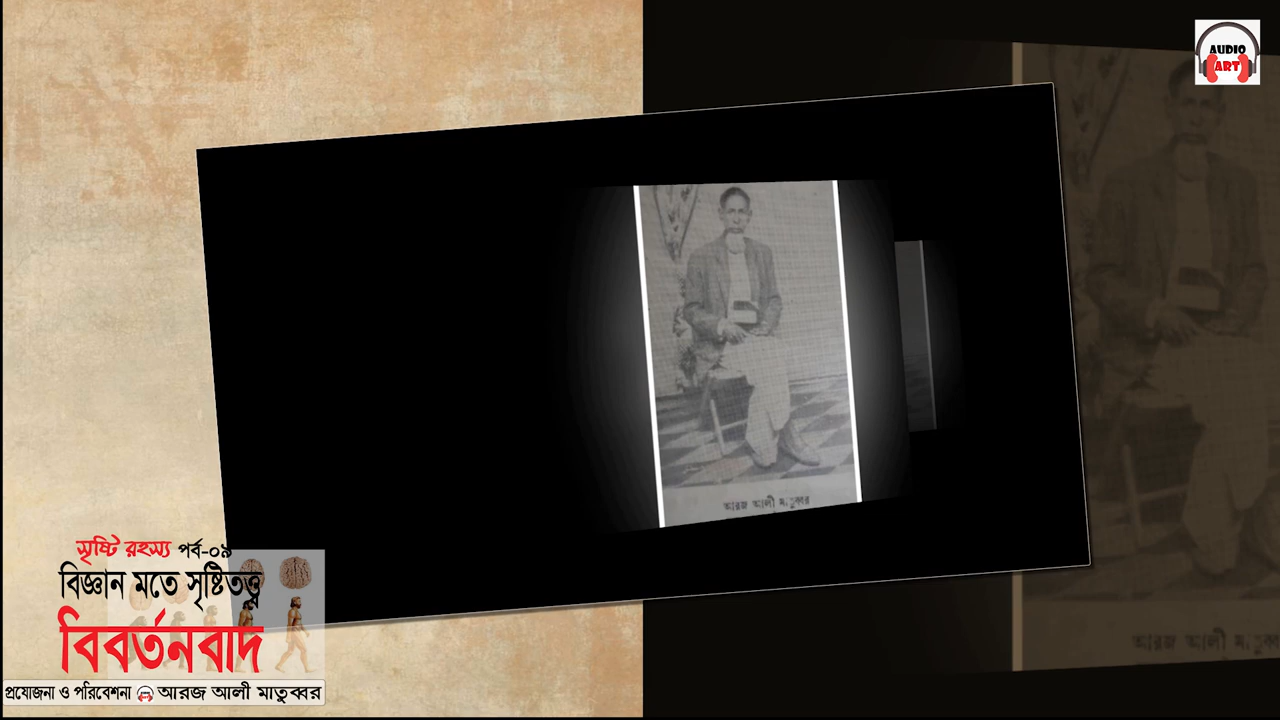 AUDIO
ART
আরজ আলী মাতুব্বর
আরজ আলী মাতুব্বর
সৃষ্টি রহস্য পর্ব-০৯
বিজ্ঞান মতে সৃষ্টিতত্ত্ব
বিবর্তনবাদ
প্রযোজনা ও পরিবেশনা আরজ আলী মাতুব্বর